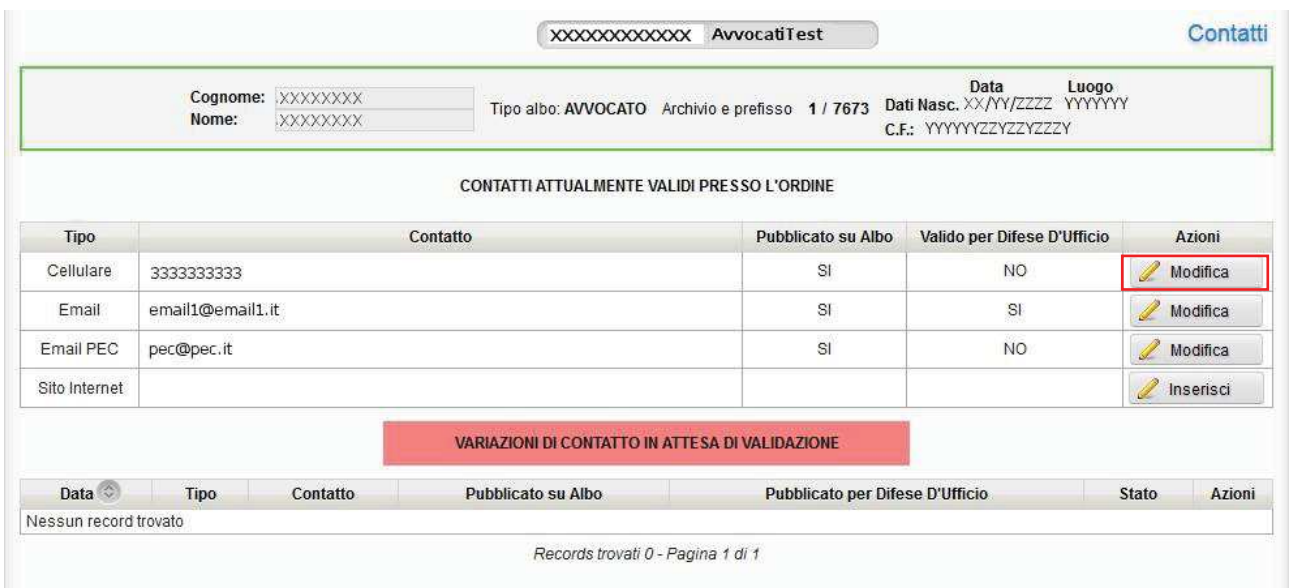 XXXXXXXXXXXX AvvocatiTest
Contatti
Cognome: XXXXXXXX
Nome: XXXXXXXX
Tipo albo: AVVOCATO Archivio e prefisso 1 / 7673
Data Luogo
Dati Nasc. XX/YY/ZZZZ YYYYYYY
C.F.: YYYYYYZZYZZYZZZY
CONTATTI ATTUALMENTE VALIDI PRESSO L'ORDINE
Tipo Contatto Pubblicato su Albo Valido per Difese D'Ufficio Azioni
Cellulare 3333333333 SI NO Modifica
Email email1@email1.it SI SI Modifica
Email PEC pec@pec.it SI NO Modifica
Sito Internet Inserisci
VARIAZIONI DI CONTATTO IN ATTESA DI VALIDAZIONE
Data Tipo Contatto Pubblicato su Albo Pubblicato per Difese D'Ufficio Stato Azioni
Nessun record trovato
Records trovati 0 - Pagina 1 di 1